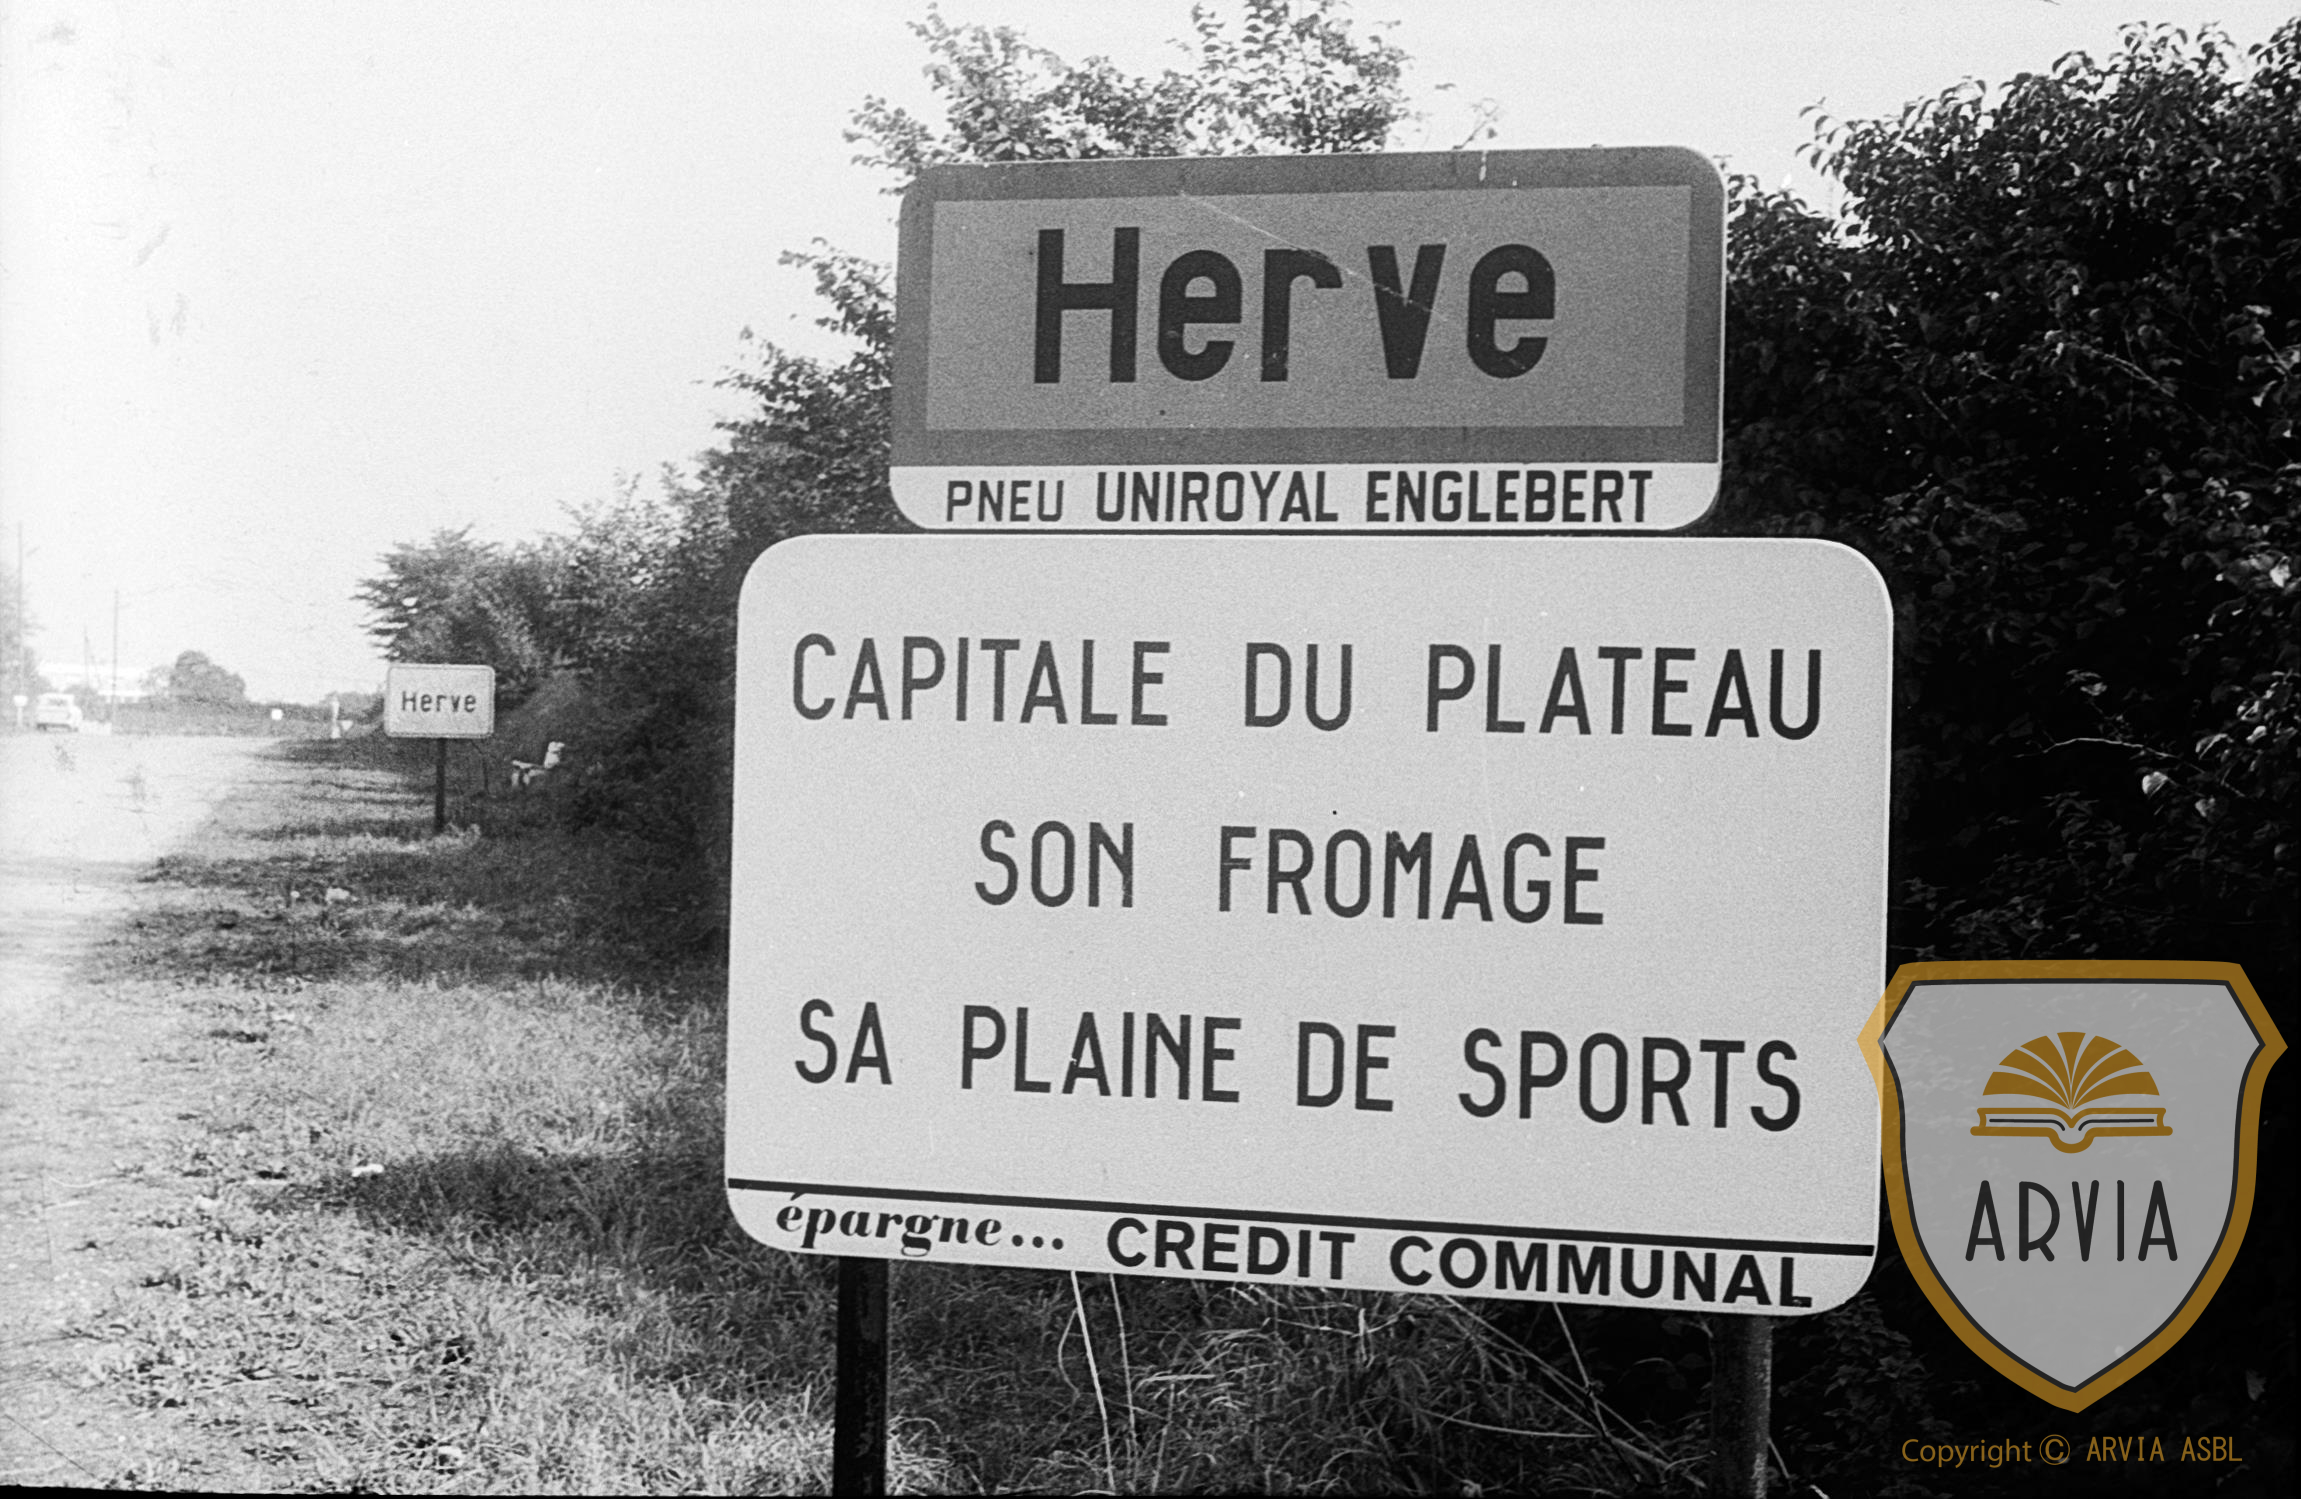 Herve
PNEU UNIROYAL ENGLEBERT
CAPITALE DU PLATEAU
SON FROMAGE
SA PLAINE DE SPORTS
épargne... CREDIT COMMUNAL
Herve
ARVIA
Copyright © ARVIA ASBL